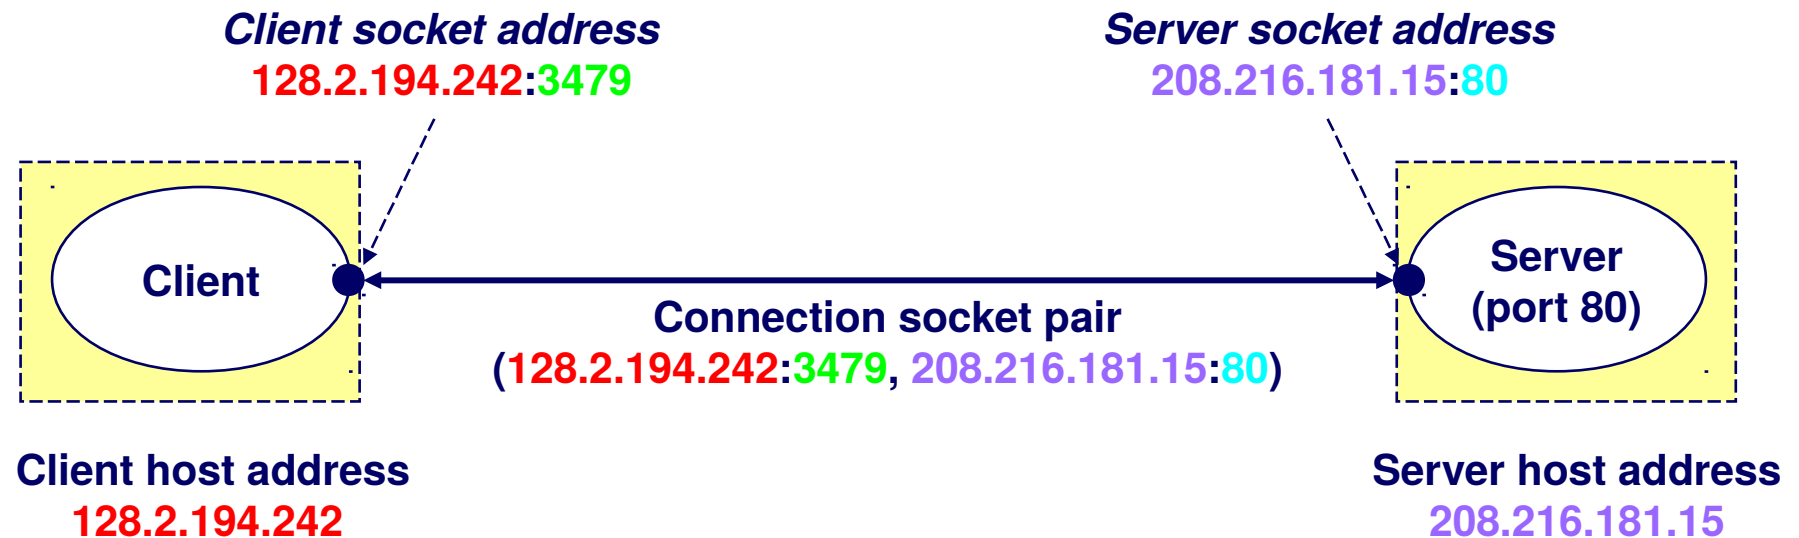 Client socket address
128.2.194.242:3479
Server socket address
208.216.181.15:80
Client
Server
(port 80)
Connection socket pair
(128.2.194.242:3479, 208.216.181.15:80)
Client host address
128.2.194.242
Server host address
208.216.181.15